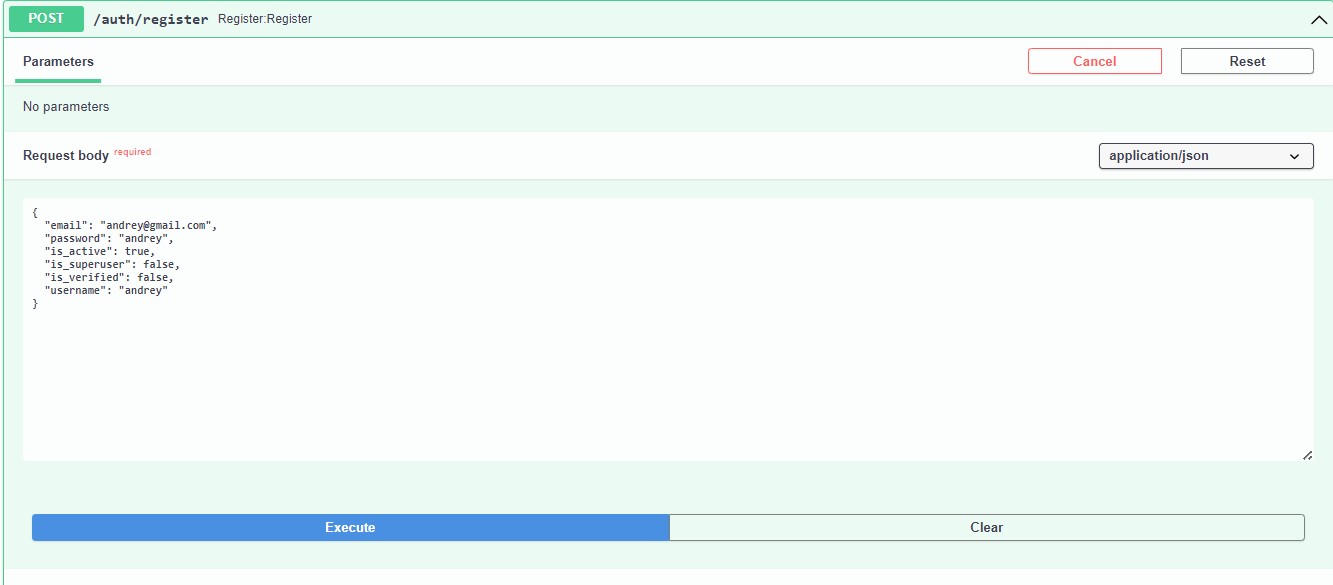 POST /auth/register Register:Register
Parameters
Cancel
Reset
No parameters
Request body required
application/json
{
  "email": "andrey@gmail.com",
  "password": "andrey",
  "is_active": true,
  "is_superuser": false,
  "is_verified": false,
  "username": "andrey"
}
Execute
Clear